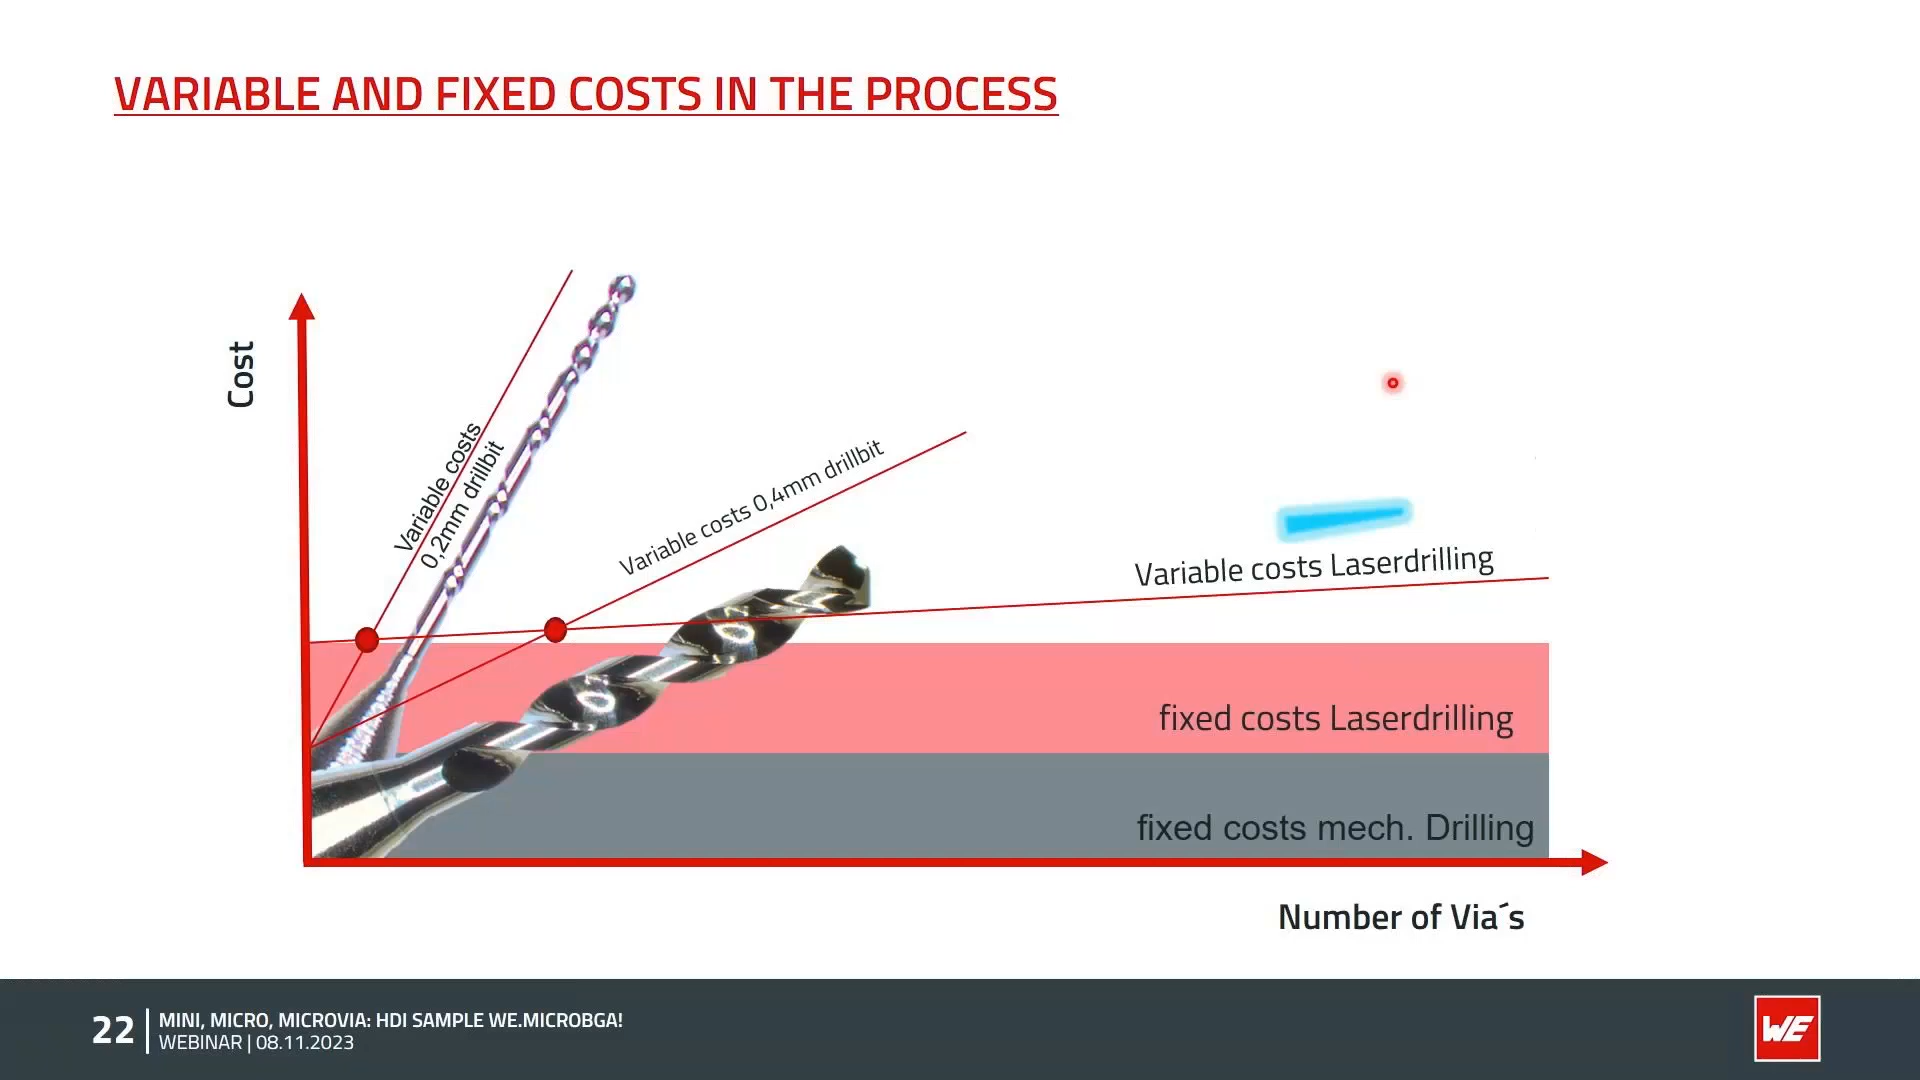 VARIABLE AND FIXED COSTS IN THE PROCESS
Cost
Variable costs
0,2mm drillbit
Variable costs 0,4mm drillbit
Variable costs Laserdrilling
fixed costs Laserdrilling
fixed costs mech. Drilling
Number of Via´s
22
MINI, MICRO, MICROVIA: HDI SAMPLE WE.MICROBGA!
WEBINAR | 08.11.2023
WE